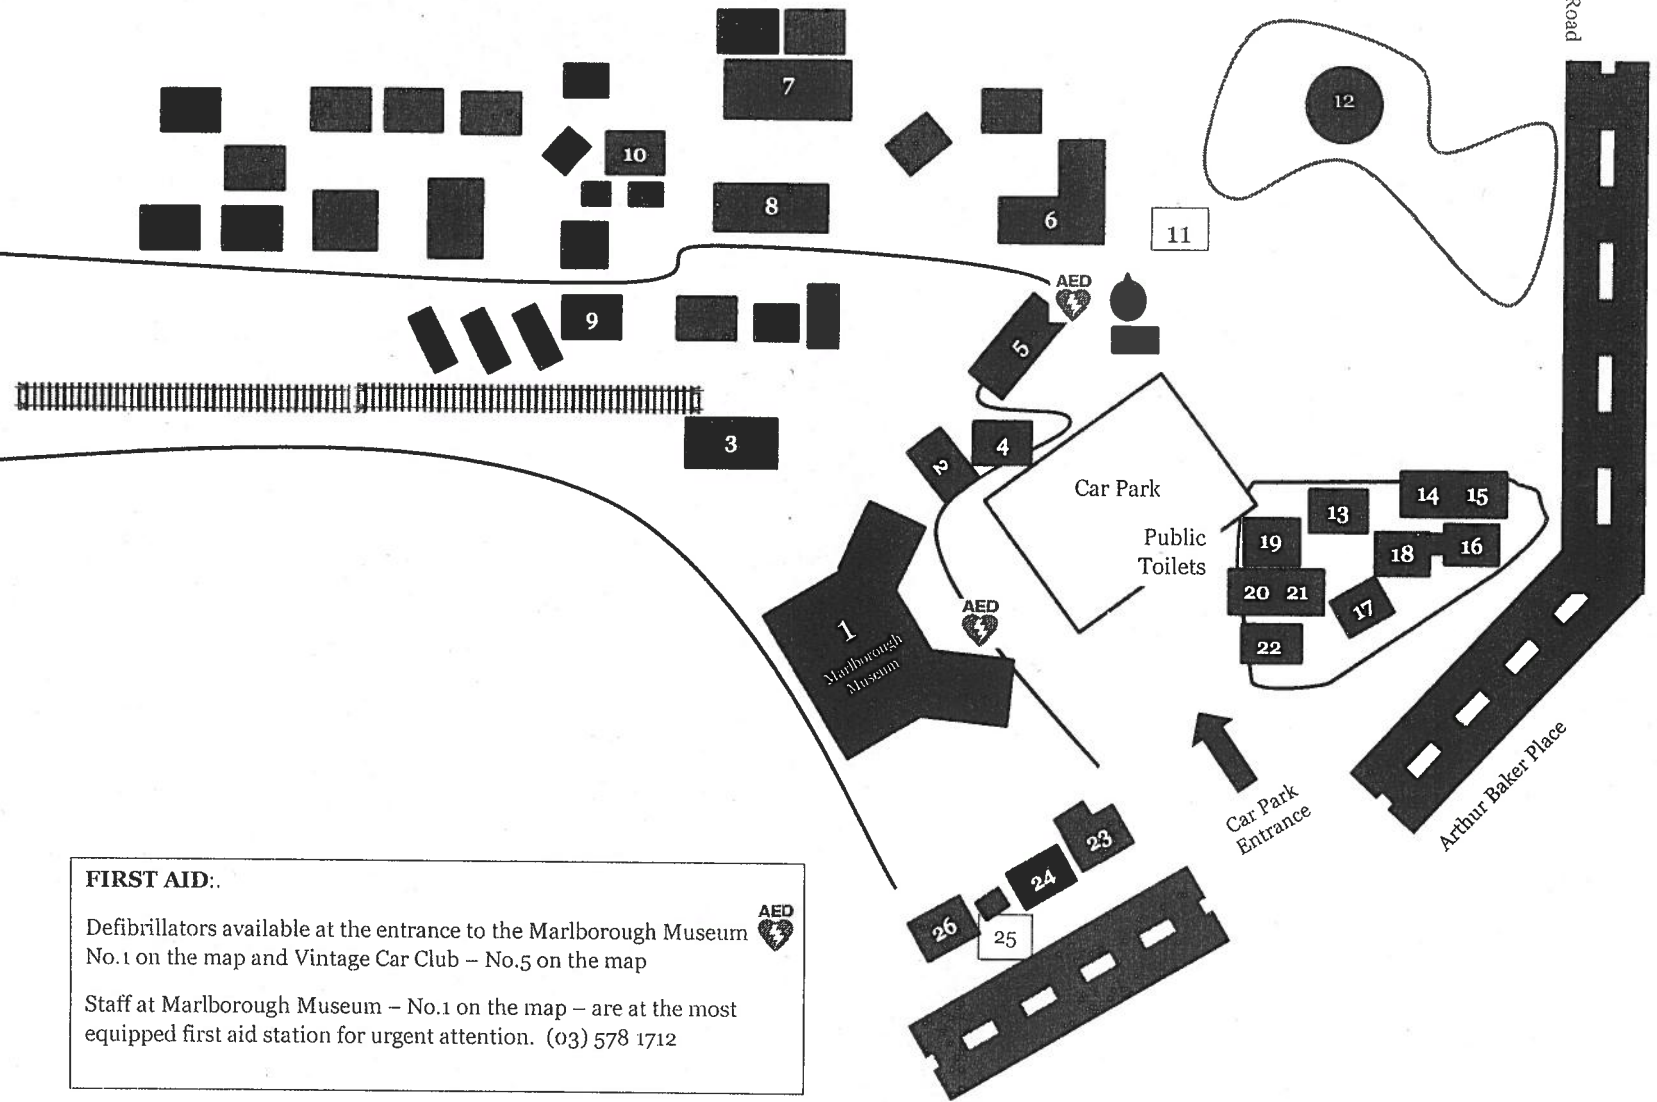 Road
7
12
10
8
6
11
AED
9
5
3
2
4
Car Park
Public
Toilets
13
14 15
19
18
16
20 21
17
22
AED
1
Marlborough
Museum
Car Park
Entrance
Arthur Baker Place
23
24
26
25
FIRST AID:.
AED
Defibrillators available at the entrance to the Marlborough Museum
No.1 on the map and Vintage Car Club – No.5 on the map
Staff at Marlborough Museum – No.1 on the map – are at the most
equipped first aid station for urgent attention. (03) 578 1712